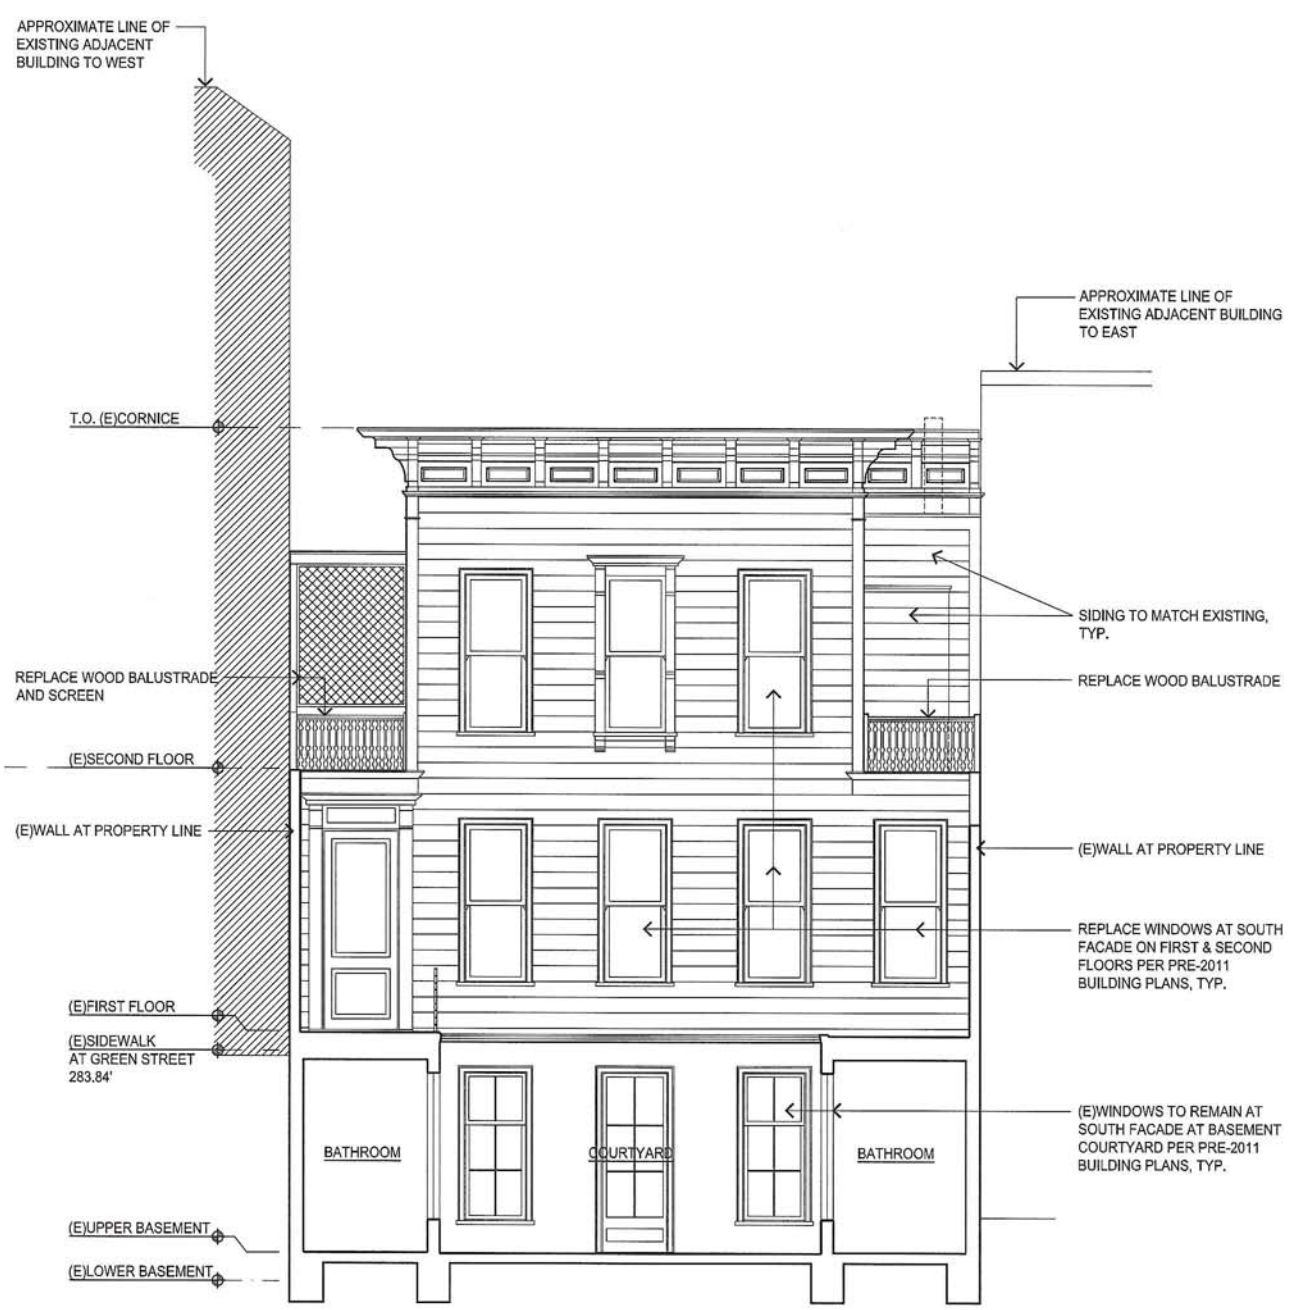 APPROXIMATE LINE OF
EXISTING ADJACENT
BUILDING TO WEST
APPROXIMATE LINE OF
EXISTING ADJACENT BUILDING
TO EAST
T.O. (E)CORNICE
SIDING TO MATCH EXISTING,
TYP.
REPLACE WOOD BALUSTRADE
AND SCREEN
REPLACE WOOD BALUSTRADE
(E)SECOND FLOOR
(E)WALL AT PROPERTY LINE
(E)WALL AT PROPERTY LINE
REPLACE WINDOWS AT SOUTH
FACADE ON FIRST & SECOND
FLOORS PER PRE-2011
BUILDING PLANS, TYP.
(E)FIRST FLOOR
(E)SIDEWALK
AT GREEN STREET
283.84'
(E)WINDOWS TO REMAIN AT
SOUTH FACADE AT BASEMENT
COURTYARD PER PRE-2011
BUILDING PLANS, TYP.
BATHROOM
COURTYARD
BATHROOM
(E)UPPER BASEMENT
(E)LOWER BASEMENT